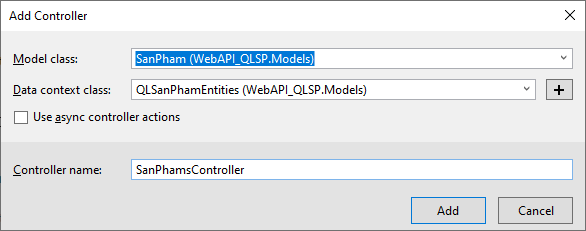 Add Controller
Model class: SanPham (WebAPI_QLSP.Models)
Data context class: QLSanPhamEntities (WebAPI_QLSP.Models) +
Use async controller actions
Controller name: SanPhamsController
Add Cancel